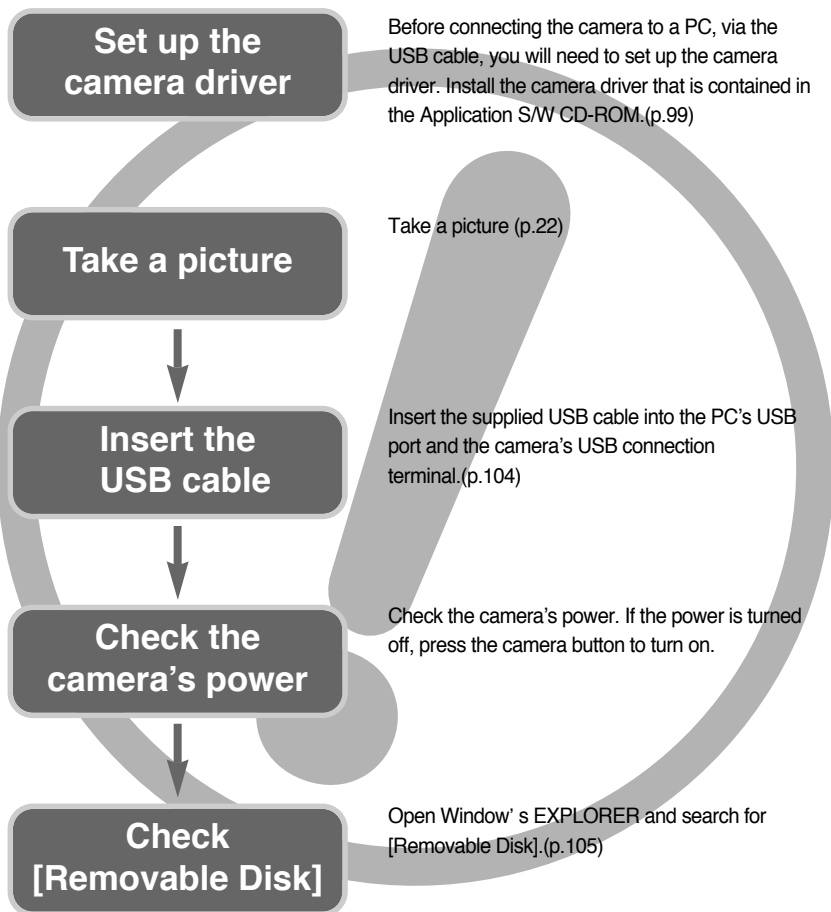 Set up the
camera driver
Before connecting the camera to a PC, via the
USB cable, you will need to set up the camera
driver. Install the camera driver that is contained in
the Application S/W CD-ROM.(p.99)
Take a picture
Take a picture (p.22)
Insert the
USB cable
Insert the supplied USB cable into the PC's USB
port and the camera's USB connection
terminal.(p.104)
Check the
camera's power
Check the camera's power. If the power is turned
off, press the camera button to turn on.
Check
[Removable Disk]
Open Window' s EXPLORER and search for
[Removable Disk].(p.105)